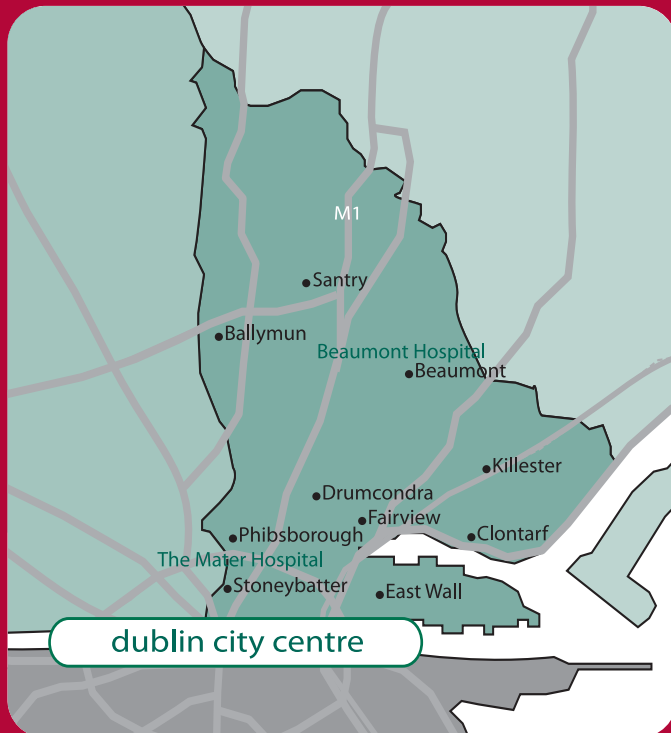 M1
Santry
Ballymun
Beaumont Hospital
Beaumont
Killester
Drumcondra
Fairview
Clontarf
Phibsborough
The Mater Hospital
Stoneybatter
East Wall
dublin city centre